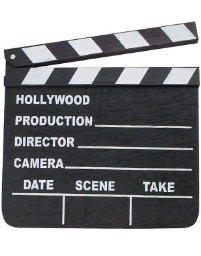 HOLLYWOOD
PRODUCTION
DIRECTOR
CAMERA
DATE SCENE TAKE